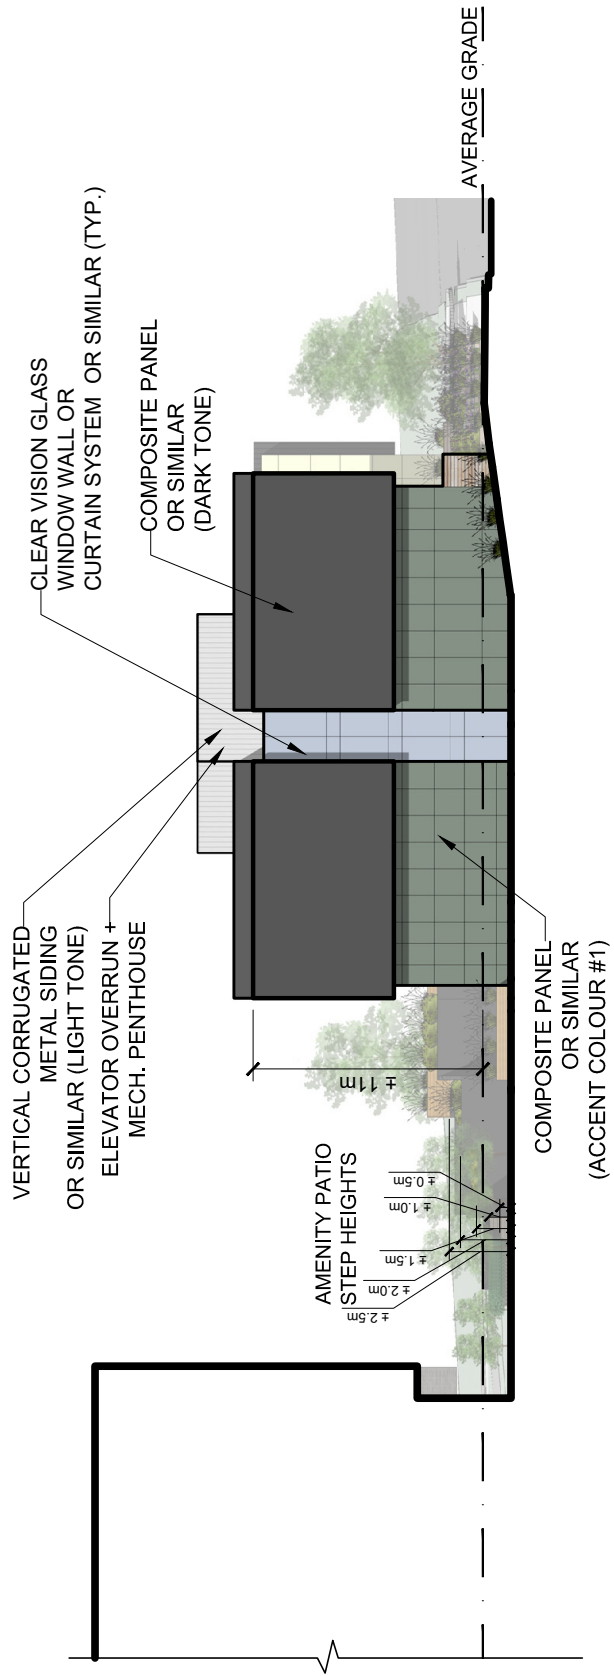 VERTICAL CORRUGATED
METAL SIDING
OR SIMILAR (LIGHT TONE)
ELEVATOR OVERRUN +
MECH. PENTHOUSE
CLEAR VISION GLASS
WINDOW WALL OR
CURTAIN SYSTEM OR SIMILAR (TYP.)
COMPOSITE PANEL
OR SIMILAR
(DARK TONE)
AVERAGE GRADE
± 11m
AMENITY PATIO
STEP HEIGHTS
± 2.5m
± 2.0m
± 1.5m
± 1.0m
± 0.5m
COMPOSITE PANEL
OR SIMILAR
(ACCENT COLOUR #1)